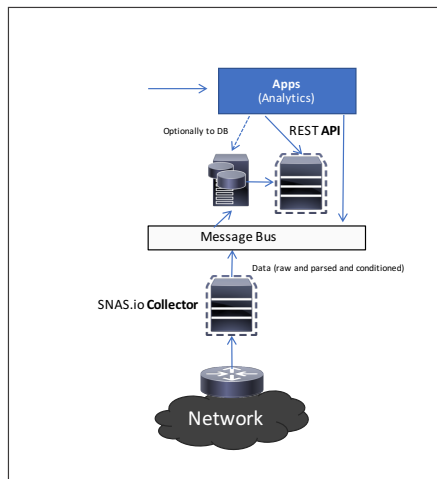 Apps
(Analytics)
Optionally to DB
REST API
Message Bus
Data (raw and parsed and conditioned)
SNAS.io Collector
Network